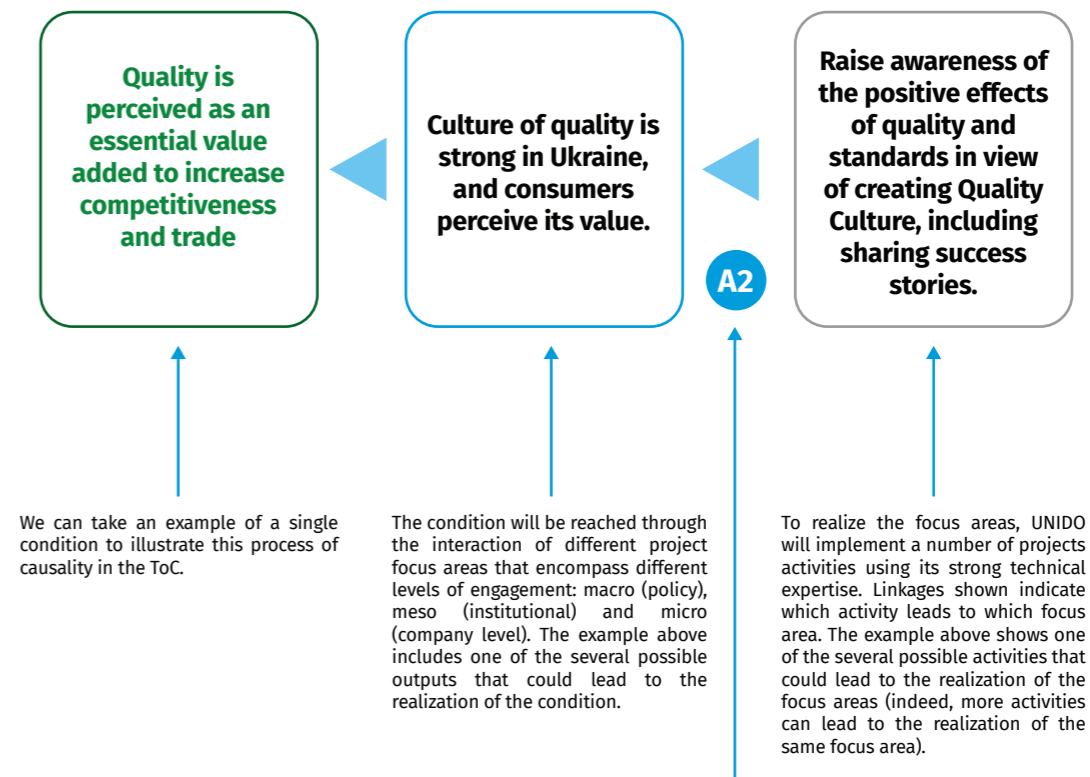 Quality is
perceived as an
essential value
added to increase
competitiveness
and trade
Culture of quality is
strong in Ukraine,
and consumers
perceive its value.
A2
Raise awareness of
the positive effects
of quality and
standards in view
of creating Quality
Culture, including
sharing success
stories.
We can take an example of a single
condition to illustrate this process of
causality in the ToC.
The condition will be reached through
the interaction of different project
focus areas that encompass different
levels of engagement: macro (policy),
meso (institutional) and micro
(company level). The example above
includes one of the several possible
outputs that could lead to the
realization of the condition.
To realize the focus areas, UNIDO
will implement a number of projects
activities using its strong technical
expertise. Linkages shown indicate
which activity leads to which focus
area. The example above shows one
of the several possible activities that
could lead to the realization of the
focus areas (indeed, more activities
can lead to the realization of the
same focus area).